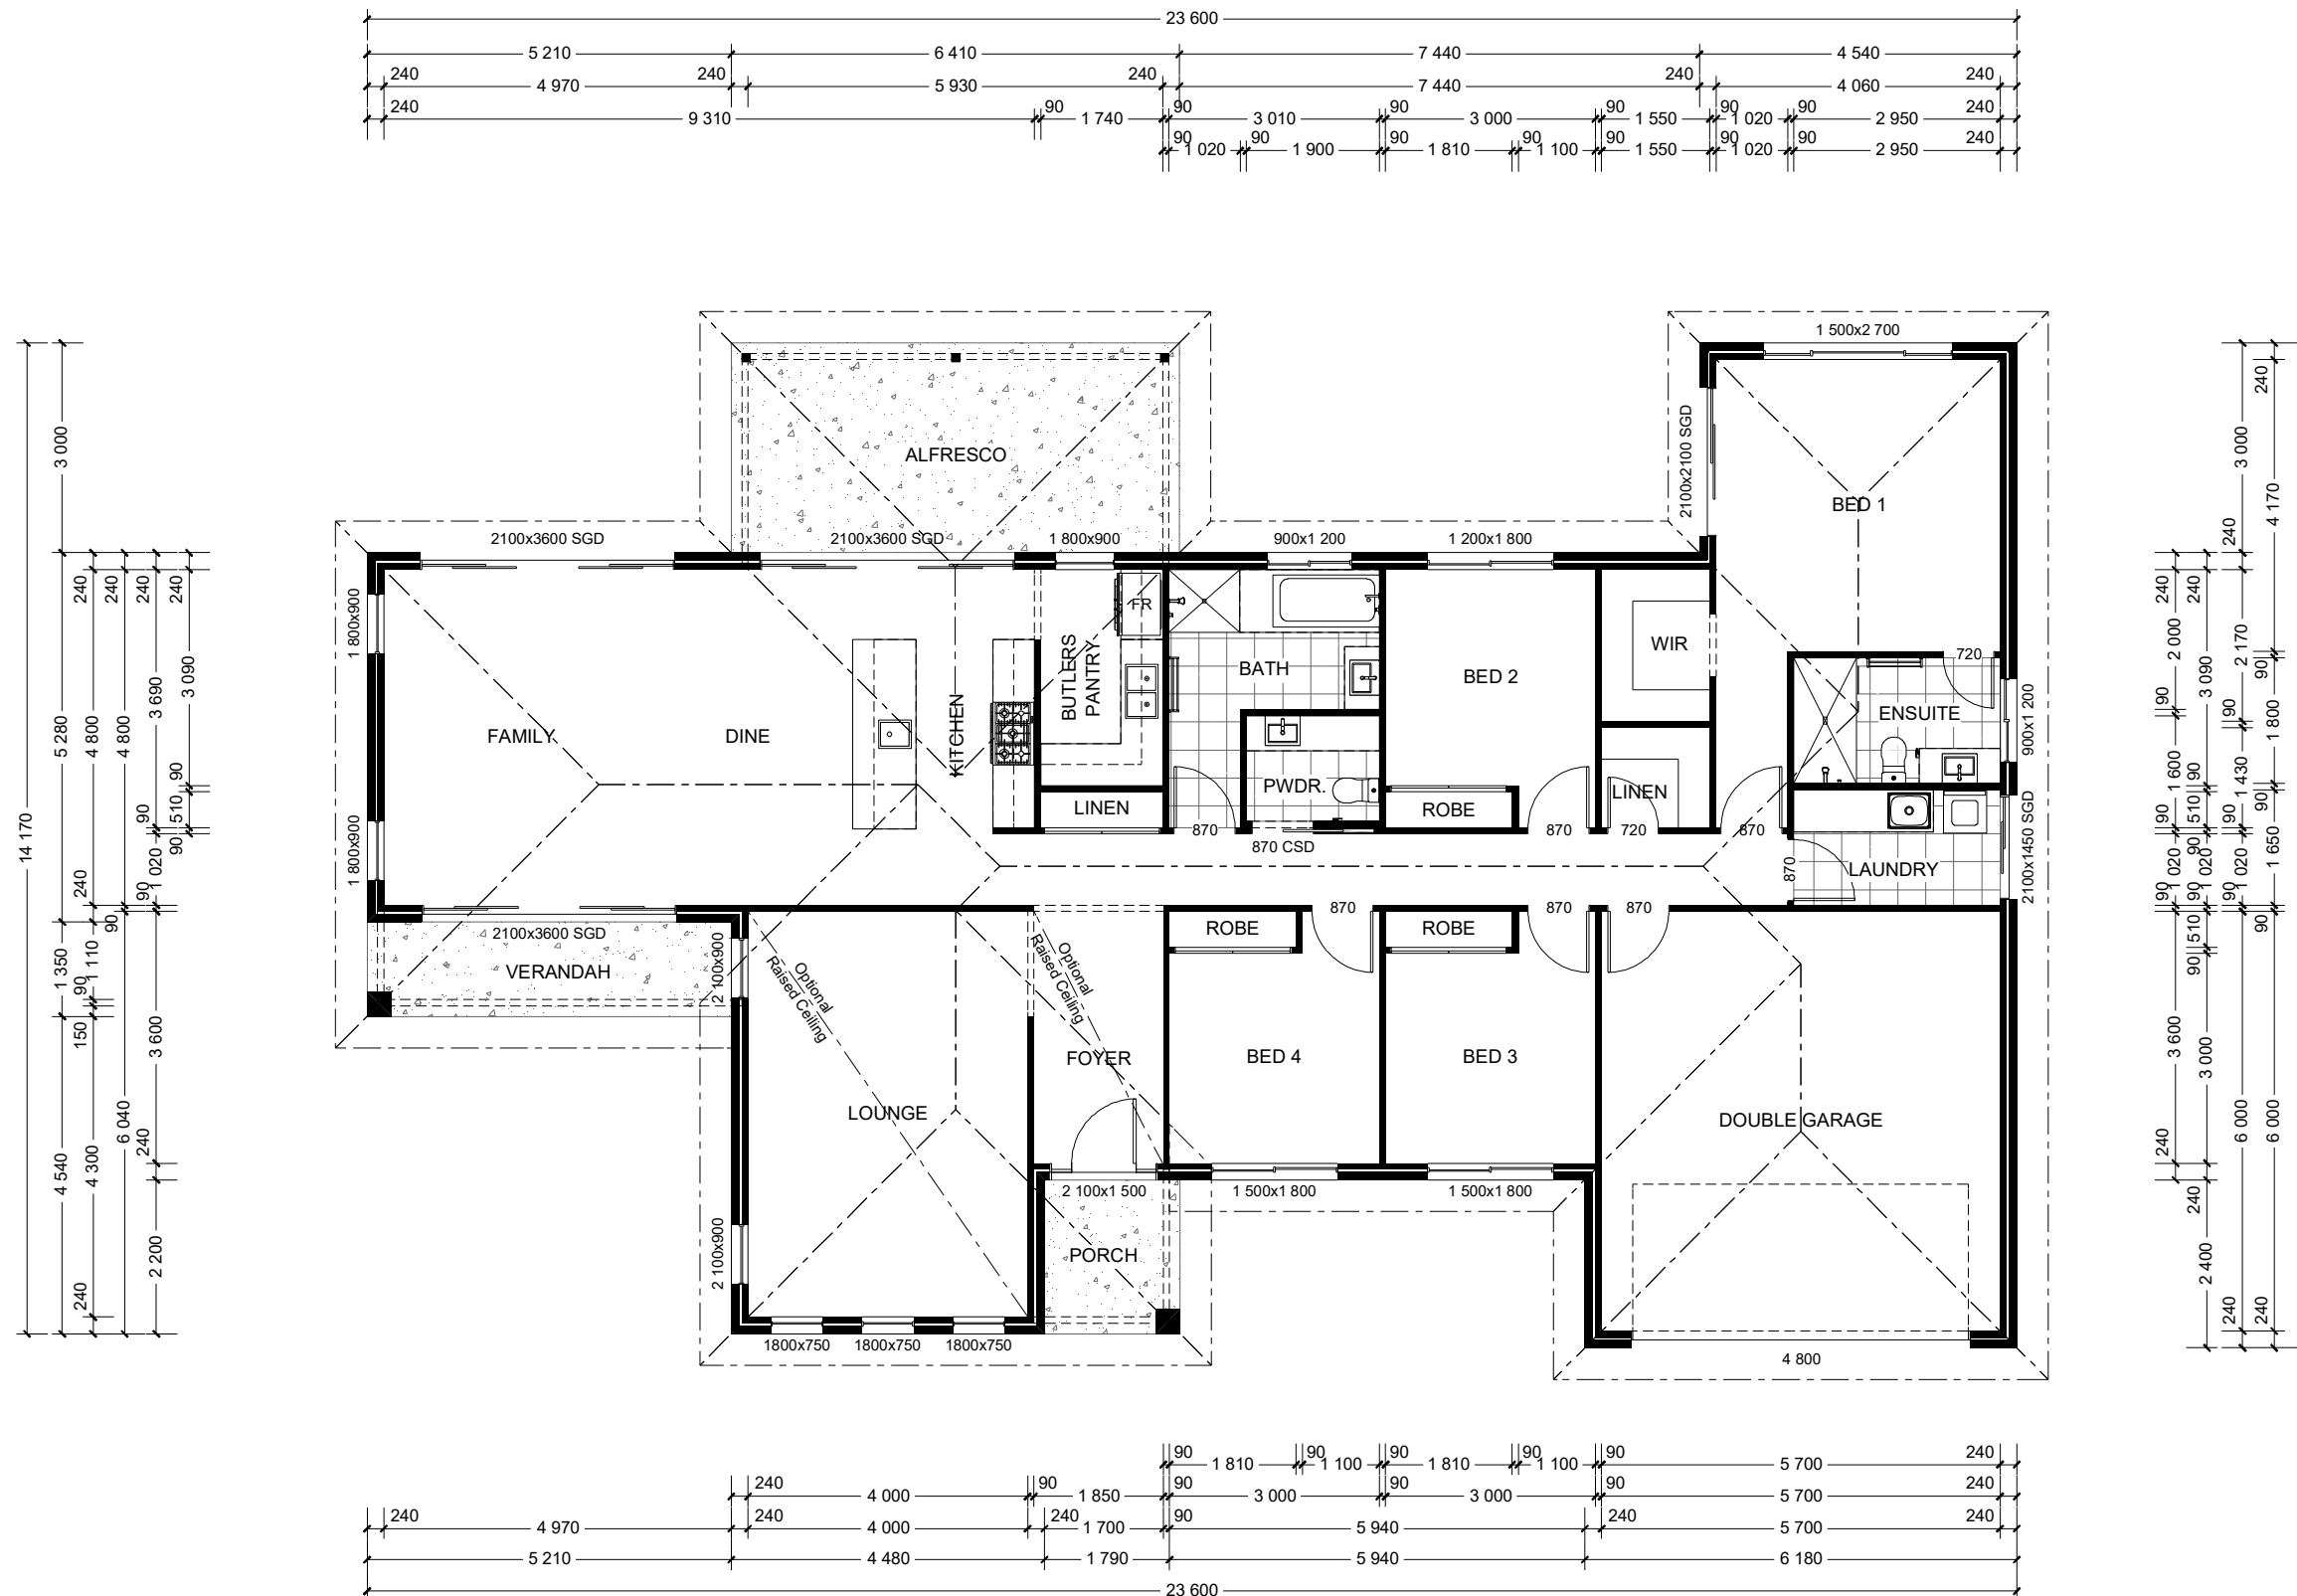 23 600
5 210 6 410 7 440 4 540
240 4 970 240 5 930 240 7 440 240 4 060 240
240 9 310 90 1 740 90 3 010 90 3 000 90 1 550 90 1 020 90 2 950 240
90 1 020 90 1 900 90 1 810 90 1 100 90 1 550 90 1 020 90 2 950 240
1 500x2 700
2100x2100 SGD
ALFRESCO
BED 1
2100x3600 SGD
2100x3600 SGD
1 800x900
900x1 200
1 200x1 800
1 800x900
1 800x900
FR
BUTLERS
PANTRY
KITCHEN
BATH
BED 2
WIR
720
ENSUITE
900x1 200
FAMILY
DINE
PWDR.
LINEN
ROBE
LINEN
870
870 CSD
870
720
870
870
LAUNDRY
2100x1450 SGD
2100x3600 SGD
VERANDAH
2 100x900
2 100x900
Optional
Raised Ceiling
Optional
Raised Ceiling
ROBE
870
ROBE
870
870
FOYER
BED 4
BED 3
LOUNGE
DOUBLE GARAGE
2 100x1 500
1 500x1 800
1 500x1 800
PORCH
1800x750
1800x750
1800x750
4 800
14 170
3 000 5 280 1 350 4 540
240 4 800 240 1 110 90 150 4 300 240
240 4 800 90 6 040
240 3 690 90 1 020 90 3 600 240 2 200
240 3 090 90 510 90
240 2 000 90 1 600 90 1 020 90 3 600 240
240 3 090 90 510 90 1 020 90 510 90 3 000 240 2 400
3 000 240 2 170 90 1 430 90 1 020 90 6 000 240
240 4 170 90 1 800 90 1 650 90 6 000 240
90 1 810 90 1 100 90 1 810 90 1 100 90 5 700 240
240 4 000 90 1 850 90 3 000 90 3 000 90 5 700 240
240 4 970 240 4 000 240 1 700 90 5 940 240 5 700 240
5 210 4 480 1 790 5 940 6 180
23 600